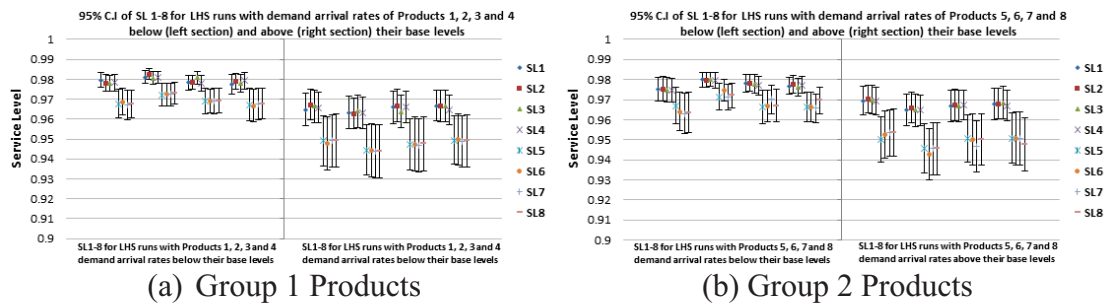 95% C.I of SL 1-8 for LHS runs with demand arrival rates of Products 1, 2, 3 and 4
below (left section) and above (right section) their base levels
1
0.99
0.98
0.97
0.96
0.95
0.94
0.93
0.92
0.91
0.9
Service Level
SL1
SL2
SL3
SL4
SL5
SL6
SL7
SL8
SL1-8 for LHS runs with Products 1, 2, 3 and 4
demand arrival rates below their base levels
SL1-8 for LHS runs with Products 1, 2, 3 and 4
demand arrival rates below their base levels
(a) Group 1 Products
95% C.I of SL 1-8 for LHS runs with demand arrival rates of Products 5, 6, 7 and 8
below (left section) and above (right section) their base levels
1
0.99
0.98
0.97
0.96
0.95
0.94
0.93
0.92
0.91
0.9
Service Level
SL1
SL2
SL3
SL4
SL5
SL6
SL7
SL8
SL1-8 for LHS runs with Products 5, 6, 7 and 8
demand arrival rates below their base levels
SL1-8 for LHS runs with Products 5, 6, 7 and 8
demand arrival rates above their base levels
(b) Group 2 Products